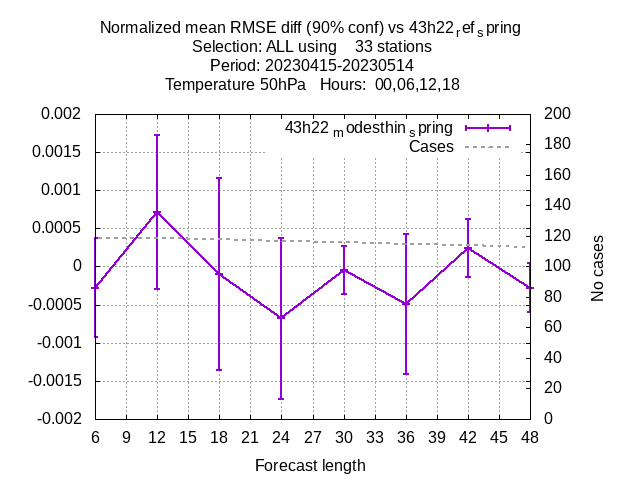 Normalized mean RMSE diff (90% conf) vs 43h22_ref_spring
Selection: ALL using 33 stations
Period: 20230415-20230514
Temperature 50hPa Hours: 00,06,12,18
0.002 200
43h22_modesthin_spring
180
0.0015 Cases
160
0.001
140
0.0005
120
0 100
80
-0.0005
60
-0.001
40
-0.0015
20
-0.002 0
No cases
6 9 12 15 18 21 24 27 30 33 36 39 42 45 48
Forecast length